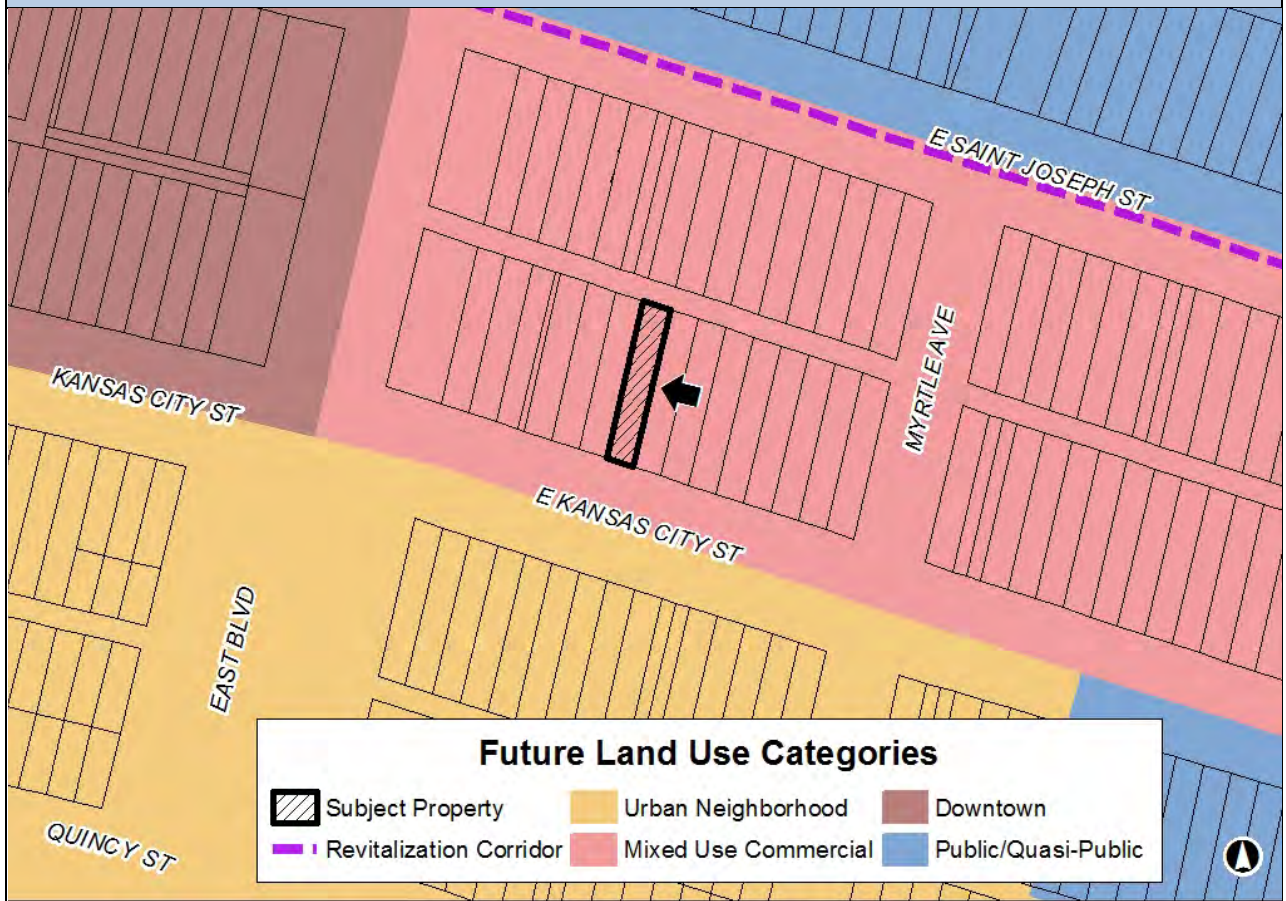 E SAINT JOSEPH ST
MYRTLE AVE
KANSAS CITY ST
E KANSAS CITY ST
EAST BLVD
QUINCY ST
Future Land Use Categories
Subject Property
Urban Neighborhood
Downtown
Revitalization Corridor
Mixed Use Commercial
Public/Quasi-Public